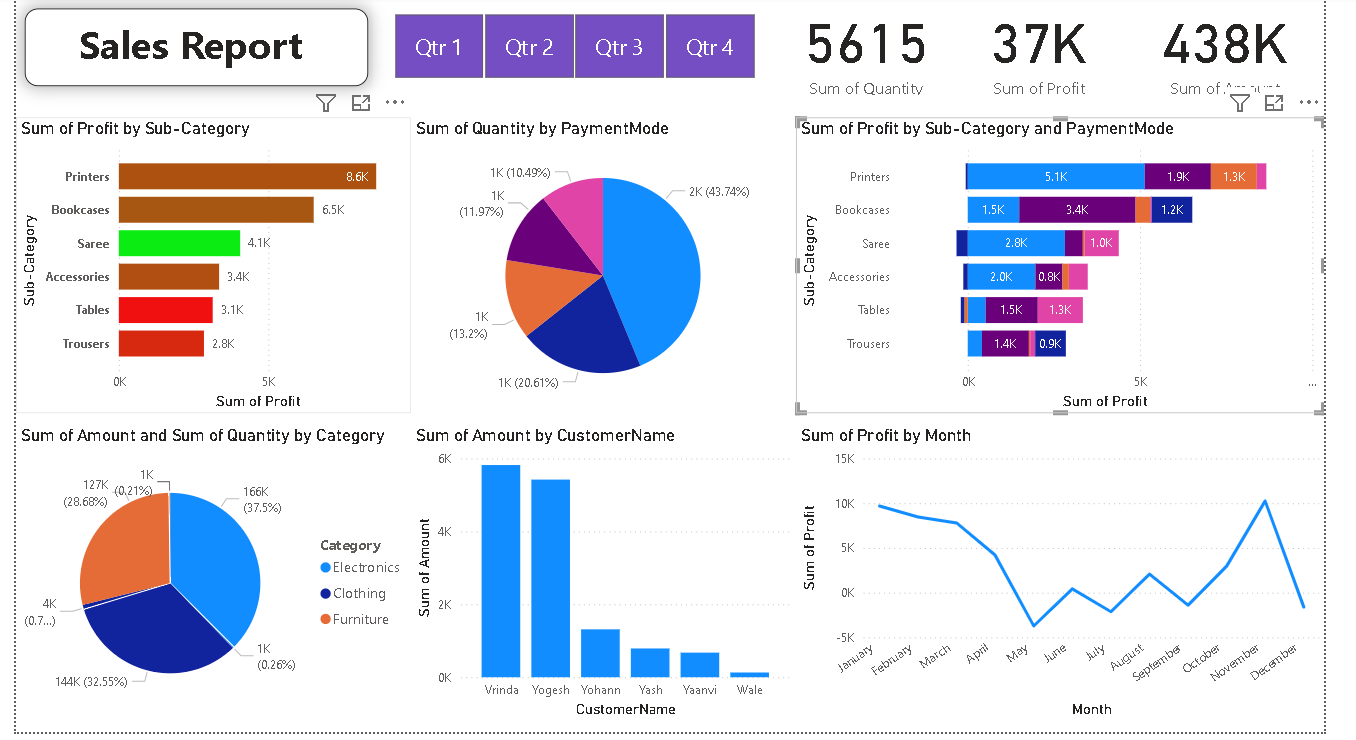 Sales Report
Qtr 1
Qtr 2
Qtr 3
Qtr 4
5615
Sum of Quantity
37K
Sum of Profit
438K
Sum of
Sum of Profit by Sub-Category
Sub-Category
Printers
8.6K
Bookcases
6.5K
Saree
4.1K
Accessories
3.4K
Tables
3.1K
Trousers
2.8K
0K
5K
Sum of Profit
Sum of Quantity by PaymentMode
1K (10.49%)
1K
(11.97%)
2K (43.74%)
1K
(13.2%)
1K (20.61%)
Sum of Profit by Sub-Category and PaymentMode
Sub-Category
Printers
5.1K
1.9K
1.3K
Bookcases
1.5K
3.4K
1.2K
Saree
2.8K
1.0K
Accessories
2.0K
0.8K
Tables
1.5K
1.3K
Trousers
1.4K
0.9K
0K
5K
...
Sum of Profit
Sum of Amount and Sum of Quantity by Category
1K
(0.21%)
127K
(28.68%)
166K
(37.5%)
4K
(0.7...)
1K
(0.26%)
144K (32.55%)
Category
Electronics
Clothing
Furniture
Sum of Amount by CustomerName
Sum of Amount
6K
4K
2K
0K
Vrinda
Yogesh
Yohann
Yash
Yaanvi
Wale
CustomerName
Sum of Profit by Month
Sum of Profit
15K
10K
5K
0K
-5K
January
February
March
April
May
June
July
August
September
October
November
December
Month